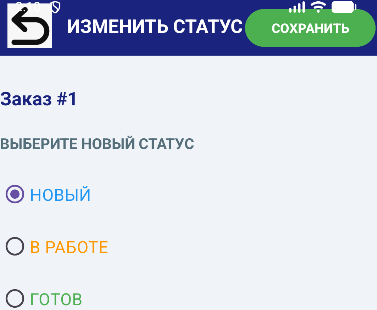 ИЗМЕНИТЬ СТАТУС
СОХРАНИТЬ
Заказ #1
ВЫБЕРИТЕ НОВЫЙ СТАТУС
НОВЫЙ
В РАБОТЕ
ГОТОВ